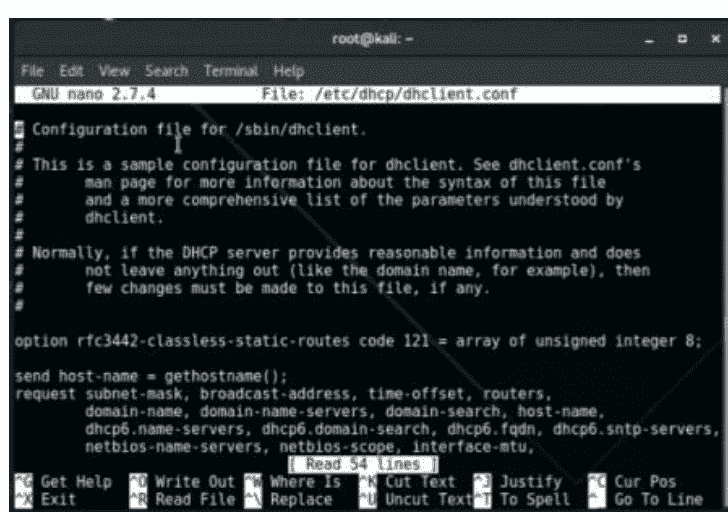 root@kali: ~
File Edit View Search Terminal Help
GNU nano 2.7.4 File: /etc/dhcp/dhclient.conf
# Configuration file for /sbin/dhclient.
#
# This is a sample configuration file for dhclient. See dhclient.conf's
# man page for more information about the syntax of this file
# and a more comprehensive list of the parameters understood by
# dhclient.
#
# Normally, if the DHCP server provides reasonable information and does
# not leave anything out (like the domain name, for example), then
# few changes must be made to this file, if any.
#
option rfc3442-classless-static-routes code 121 = array of unsigned integer 8;
send host-name = gethostname();
request subnet-mask, broadcast-address, time-offset, routers,
domain-name, domain-name-servers, domain-search, host-name,
dhcp6.name-servers, dhcp6.domain-search, dhcp6.fqdn, dhcp6.sntp-servers,
netbios-name-servers, netbios-scope, interface-mtu,
[ Read 54 lines ]
^G Get Help ^O Write Out ^W Where Is ^K Cut Text ^J Justify ^C Cur Pos
^X Exit ^R Read File ^\ Replace ^U Uncut Text ^T To Spell ^_ Go To Line